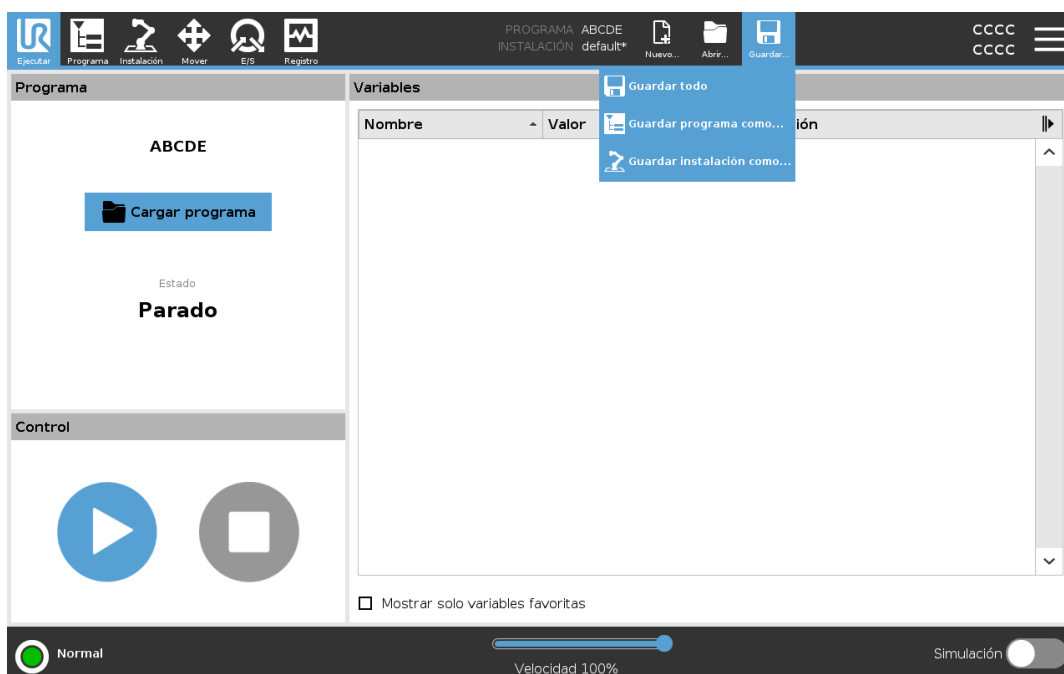 PROGRAMA ABCDE
INSTALACIÓN default*
CCCC
CCCC
Ejecutar Programa Instalación Mover E/S Registro
Nuevo... Abrir... Guardar...
Programa
Variables
Guardar todo
Guardar programa como...
Guardar instalación como...
Nombre Valor ión
ABCDE
Cargar programa
Estado
Parado
Control
Mostrar solo variables favoritas
Normal
Velocidad 100%
Simulación